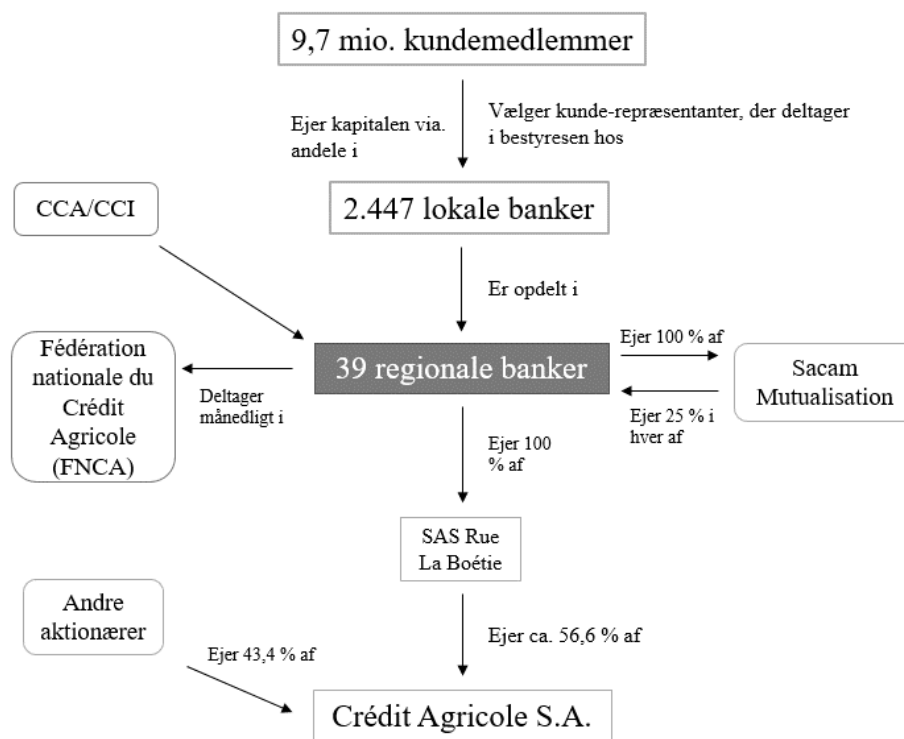 9,7 mio. kundemedlemmer
Ejer kapitalen via.
andele i
Vælger kunde-repræsentanter, der deltager
i bestyresen hos
CCA/CCI
2.447 lokale banker
Er opdelt i
Fédération
nationale du
Crédit
Agricole
(FNCA)
Deltager
månedligt i
39 regionale banker
Ejer 100 % af
Ejer 25 % i
hver af
Sacam
Mutualisation
Ejer 100
% af
SAS Rue
La Boétie
Andre
aktionærer
Ejer 43,4 % af
Ejer ca. 56,6 % af
Crédit Agricole S.A.